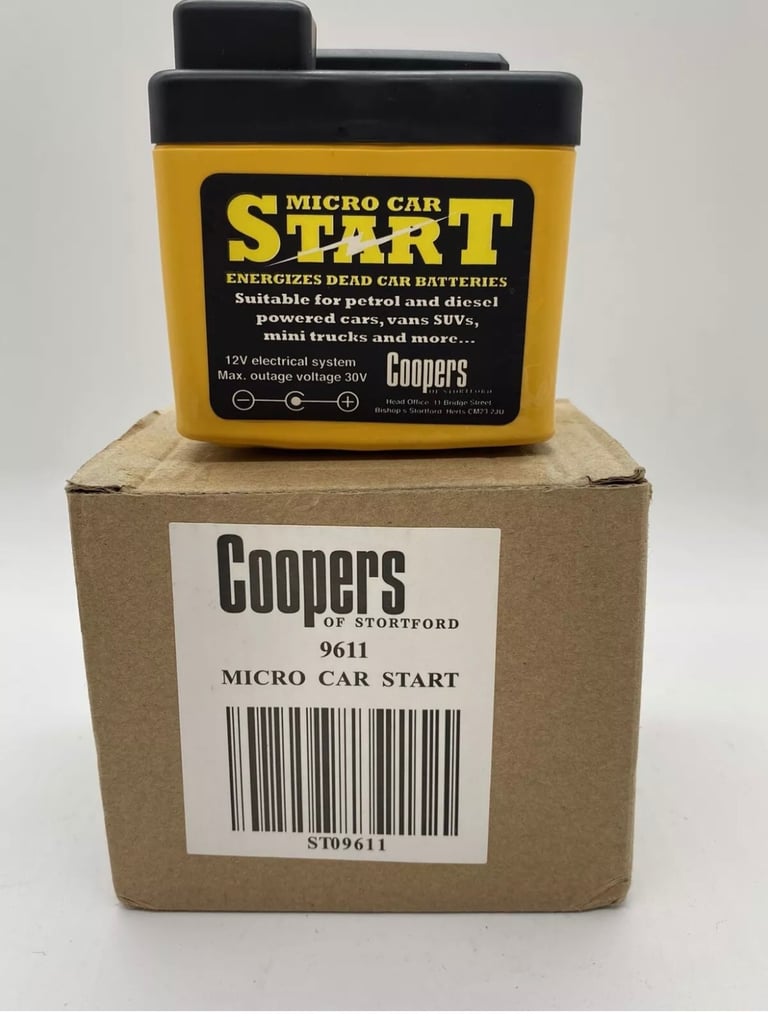 MICRO CAR
START
ENERGIZES DEAD CAR BATTERIES
Suitable for petrol and diesel
powered cars, vans SUVs,
mini trucks and more...
12V electrical system
Max. outage voltage 30V
Coopers
OF STORTFORD
Head Office: 11 Bridge Street
Bishop's Stortford. Herts CM23 2JU
Coopers
OF STORTFORD
9611
MICRO CAR START
ST09611